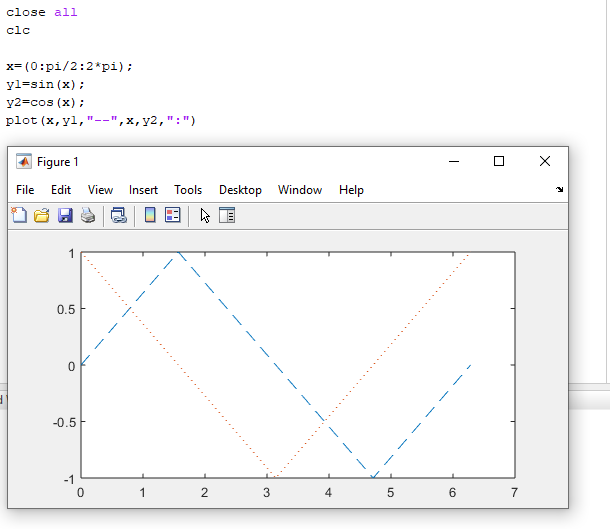 close all
clc
x=(0:pi/2:2*pi);
y1=sin(x);
y2=cos(x);
plot(x,y1,"--",x,y2,":")
Figure 1
File Edit View Insert Tools Desktop Window Help
1
0.5
0
-0.5
-1
0 1 2 3 4 5 6 7